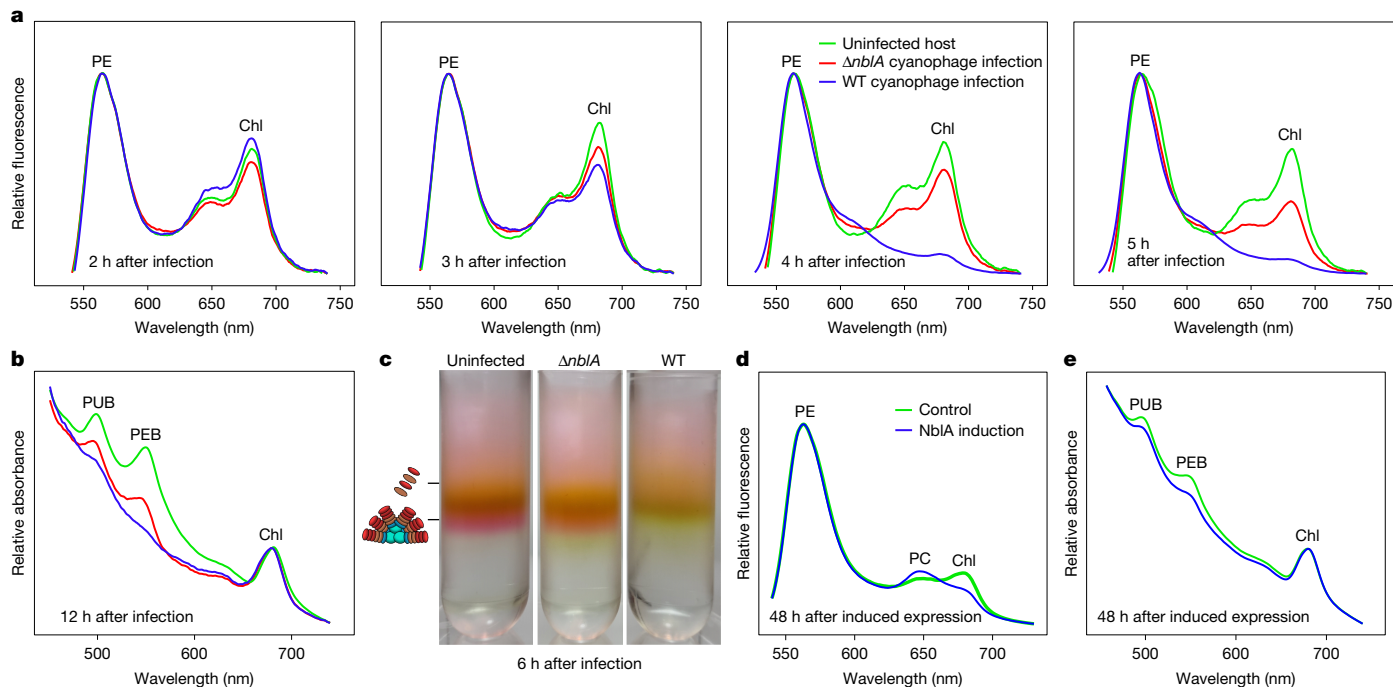 a
Relative fluorescence
PE
Chl
2 h after infection
550 600 650 700 750
Wavelength (nm)
PE
Chl
3 h after infection
550 600 650 700 750
Wavelength (nm)
Uninfected host
ΔnblA cyanophage infection
WT cyanophage infection
PE
Chl
4 h after infection
550 600 650 700 750
Wavelength (nm)
PE
Chl
5 h
after infection
550 600 650 700 750
Wavelength (nm)
b
Relative absorbance
PUB
PEB
Chl
12 h after infection
500 600 700
Wavelength (nm)
c
Uninfected ΔnblA WT
6 h after infection
d
Relative fluorescence
Control
NblA induction
PE
PC Chl
48 h after induced expression
550 600 650 700
Wavelength (nm)
e
Relative absorbance
PUB
PEB
Chl
48 h after induced expression
500 600 700
Wavelength (nm)